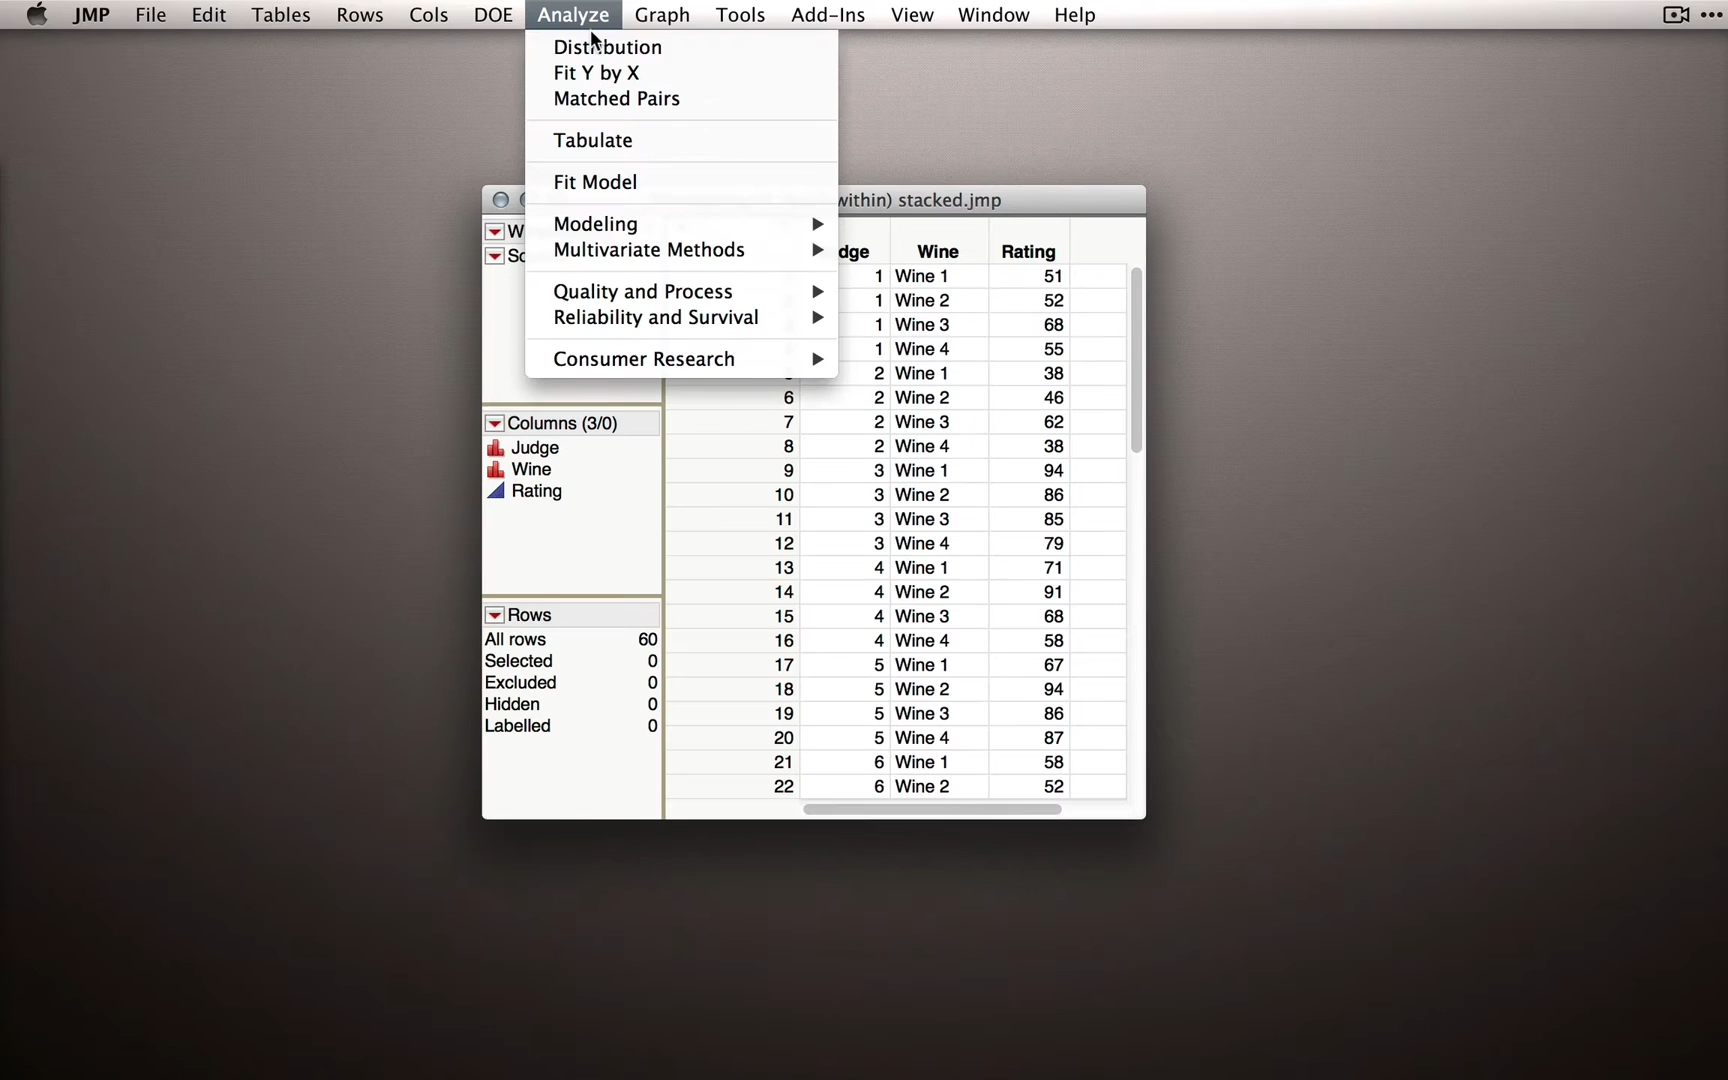 JMP File Edit Tables Rows Cols DOE Analyze Graph Tools Add-Ins View Window Help
Distribution
Fit Y by X
Matched Pairs
Tabulate
Fit Model
Modeling
Multivariate Methods
Quality and Process
Reliability and Survival
Consumer Research
within) stacked.jmp
Columns (3/0)
Judge
Wine
Rating
Rows
All rows 60
Selected 0
Excluded 0
Hidden 0
Labelled 0
Wine Rating
1 Wine 1 51
1 Wine 2 52
1 Wine 3 68
1 Wine 4 55
2 Wine 1 38
6 2 Wine 2 46
7 2 Wine 3 62
8 2 Wine 4 38
9 3 Wine 1 94
10 3 Wine 2 86
11 3 Wine 3 85
12 3 Wine 4 79
13 4 Wine 1 71
14 4 Wine 2 91
15 4 Wine 3 68
16 4 Wine 4 58
17 5 Wine 1 67
18 5 Wine 2 94
19 5 Wine 3 86
20 5 Wine 4 87
21 6 Wine 1 58
22 6 Wine 2 52